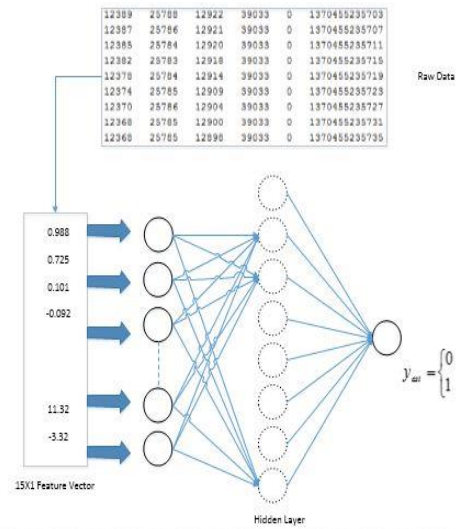 12389 25788 12922 39033 0 1370455235703
12387 25786 12921 39033 0 1370455235707
12385 25784 12920 39033 0 1370455235711
12382 25783 12918 39033 0 1370455235715
12378 25784 12914 39033 0 1370455235719
12374 25785 12909 39033 0 1370455235723
12370 25786 12904 39033 0 1370455235727
12368 25785 12900 39033 0 1370455235731
12368 25785 12898 39033 0 1370455235735
Raw Data
0.988
0.725
0.101
-0.092
11.32
-3.32
0
1
15X1 Feature Vector
Hidden Layer